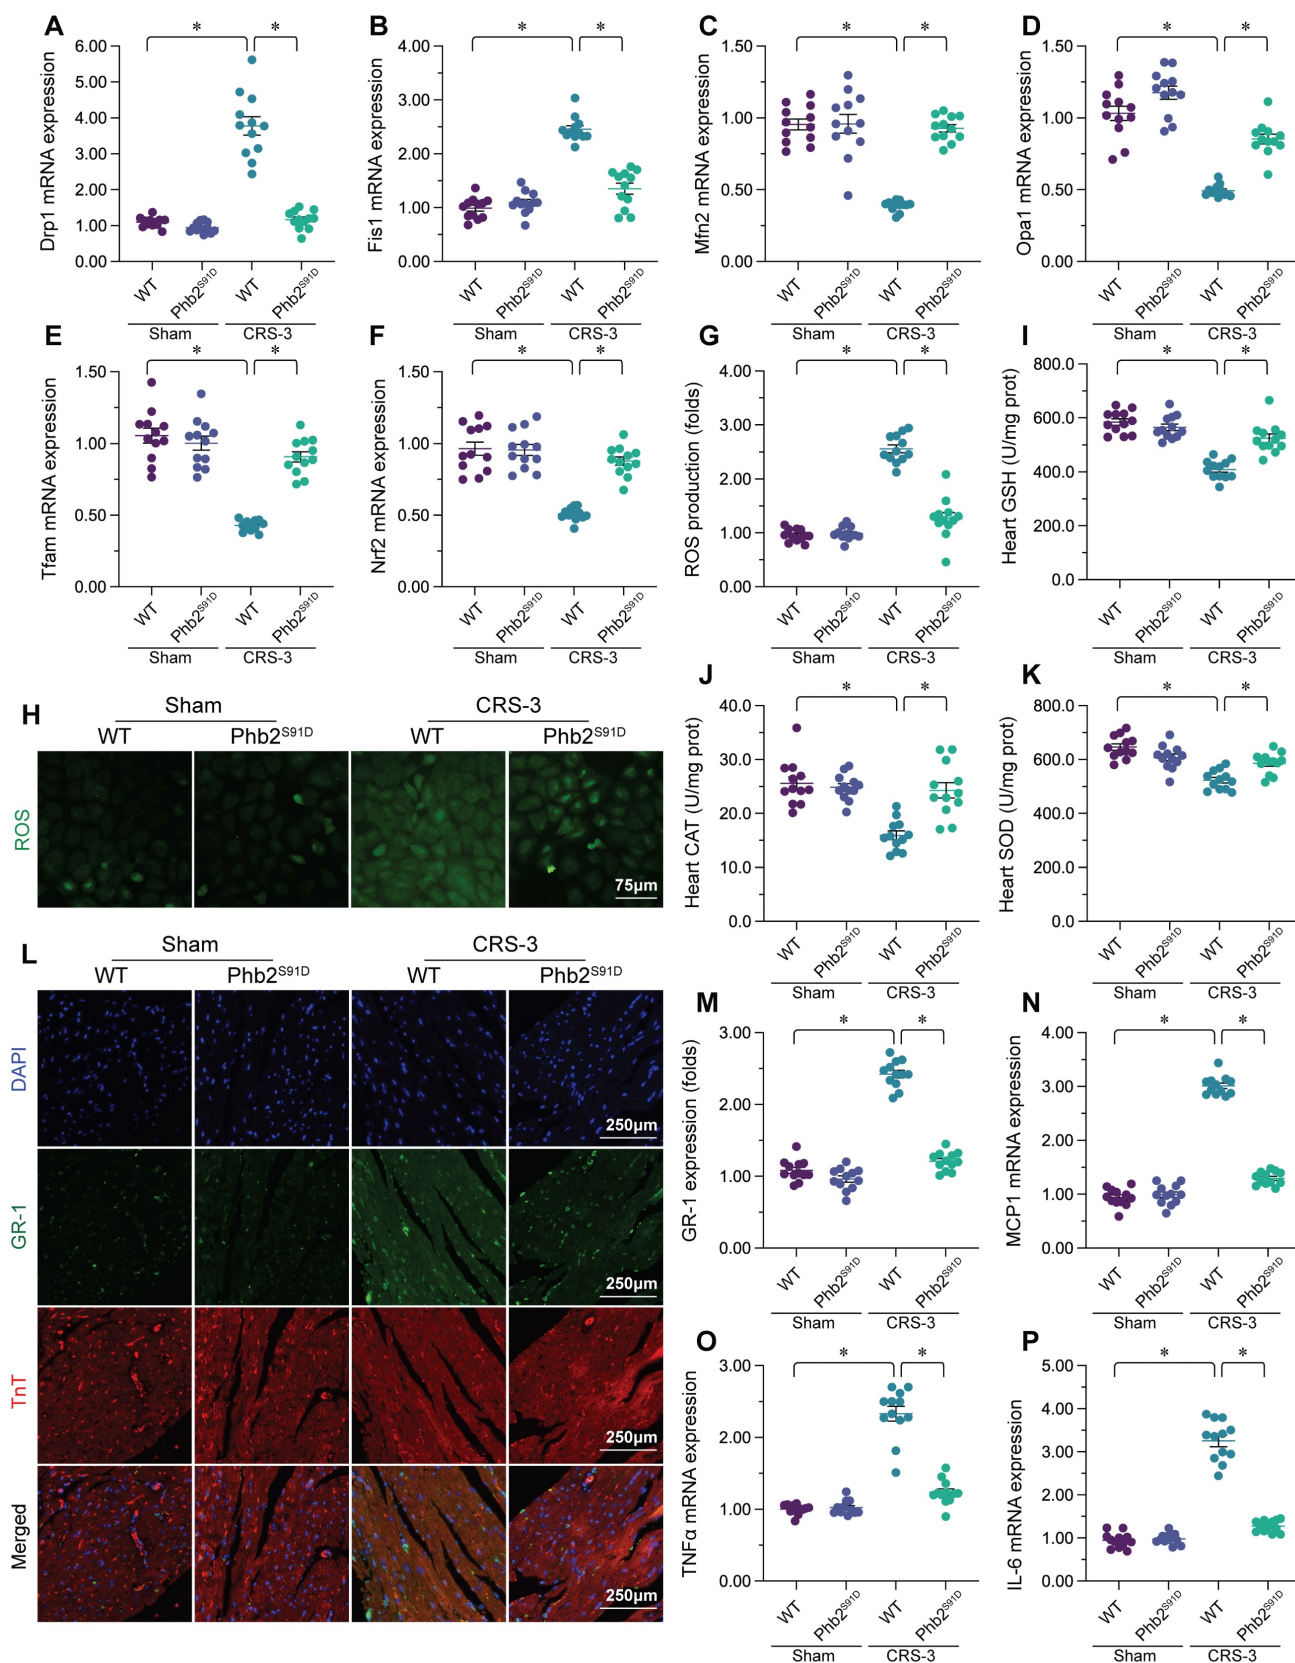 A
*
*
Drp1 mRNA expression
6.00
5.00
4.00
3.00
2.00
1.00
0.00
WT
Phb2S91D
WT
Phb2S91D
Sham
CRS-3
B
*
*
Fis1 mRNA expression
4.00
3.00
2.00
1.00
0.00
WT
Phb2S91D
WT
Phb2S91D
Sham
CRS-3
C
*
*
Mfn2 mRNA expression
1.50
1.00
0.50
0.00
WT
Phb2S91D
WT
Phb2S91D
Sham
CRS-3
D
*
*
Opa1 mRNA expression
1.50
1.00
0.50
0.00
WT
Phb2S91D
WT
Phb2S91D
Sham
CRS-3
E
*
*
Tfam mRNA expression
1.50
1.00
0.50
0.00
WT
Phb2S91D
WT
Phb2S91D
Sham
CRS-3
F
*
*
Nrf2 mRNA expression
1.50
1.00
0.50
0.00
WT
Phb2S91D
WT
Phb2S91D
Sham
CRS-3
G
*
*
ROS production (folds)
4.00
3.00
2.00
1.00
0.00
WT
Phb2S91D
WT
Phb2S91D
Sham
CRS-3
I
*
*
Heart GSH (U/mg prot)
800.0
600.0
400.0
200.0
0.0
WT
Phb2S91D
WT
Phb2S91D
Sham
CRS-3
H
Sham
CRS-3
WT
Phb2S91D
WT
Phb2S91D
ROS
75μm
J
*
*
Heart CAT (U/mg prot)
40.0
30.0
20.0
10.0
0.0
WT
Phb2S91D
WT
Phb2S91D
Sham
CRS-3
K
*
*
Heart SOD (U/mg prot)
800.0
600.0
400.0
200.0
0.0
WT
Phb2S91D
WT
Phb2S91D
Sham
CRS-3
L
Sham
CRS-3
WT
Phb2S91D
WT
Phb2S91D
DAPI
250μm
GR-1
250μm
TnT
250μm
Merged
250μm
M
*
*
GR-1 expression (folds)
3.00
2.00
1.00
0.00
WT
Phb2S91D
WT
Phb2S91D
Sham
CRS-3
N
*
*
MCP1 mRNA expression
4.00
3.00
2.00
1.00
0.00
WT
Phb2S91D
WT
Phb2S91D
Sham
CRS-3
O
*
*
TNFα mRNA expression
3.00
2.00
1.00
0.00
WT
Phb2S91D
WT
Phb2S91D
Sham
CRS-3
P
*
*
IL-6 mRNA expression
5.00
4.00
3.00
2.00
1.00
0.00
WT
Phb2S91D
WT
Phb2S91D
Sham
CRS-3